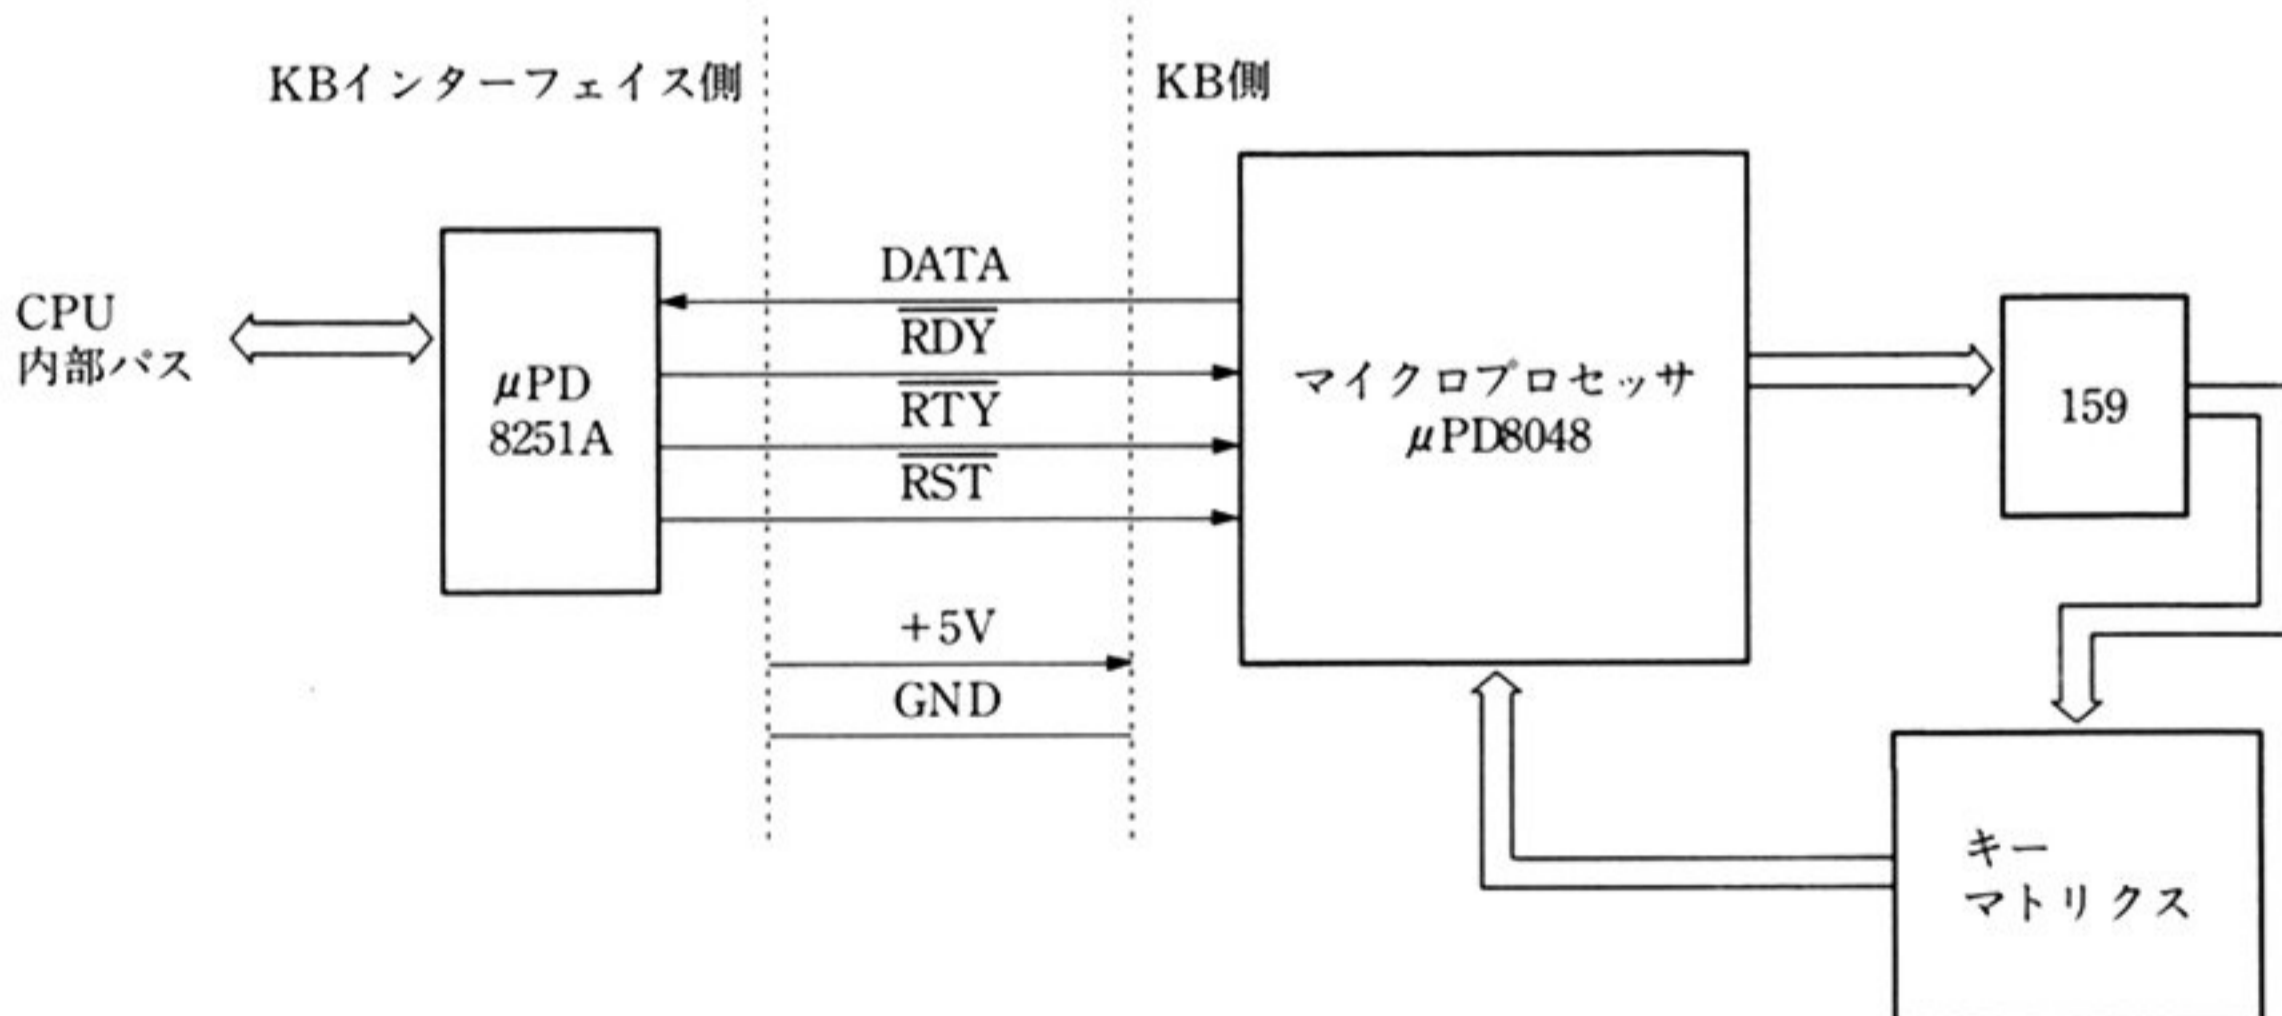 KBインターフェイス側
KB側
CPU
内部バス
μPD
8251A
DATA
RDY
RTY
RST
+5V
GND
マイクロプロセッサ
μPD8048
159
キー
マトリクス